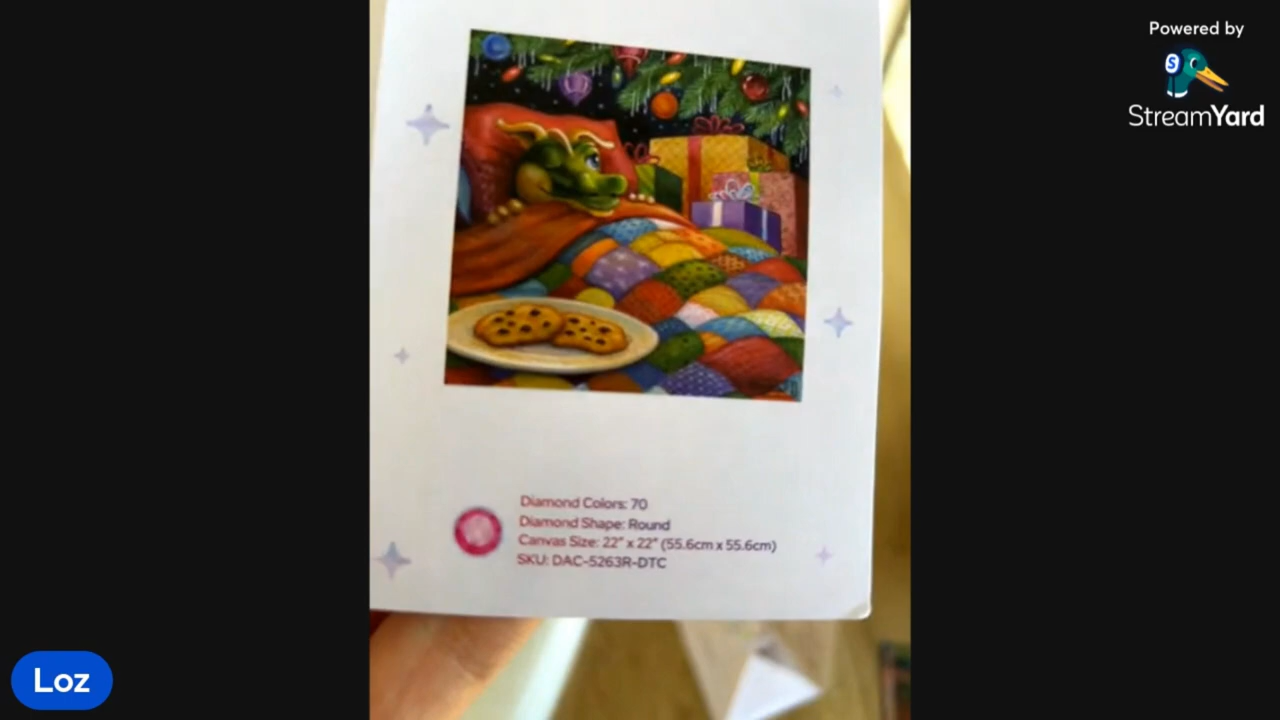 Powered by
StreamYard
Diamond Colors: 70
Diamond Shape: Round
Canvas Size: 22" x 22" (55.6cm x 55.6cm)
SKU: DAC-5263R-DTC
Loz